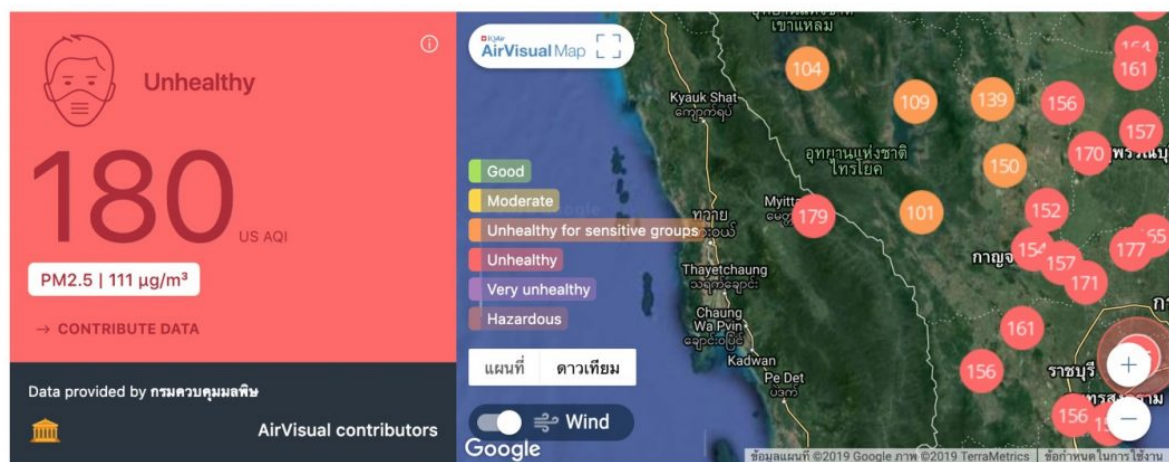 Unhealthy
180
US AQI
PM2.5 | 111 µg/m³
→ CONTRIBUTE DATA
Data provided by กรมควบคุมมลพิษ
AirVisual contributors
IQAir
AirVisual Map
Good
Moderate
Unhealthy for sensitive groups
Unhealthy
Very unhealthy
Hazardous
แผนที่ ดาวเทียม
Wind
Google
เขาแหลม
104
Kyauk Shat
109
139
156
161
157
170
อุทยานแห่งชาติ
ไทรโยค
150
Myitta
179
101
152
ทวาย
154
157
177
171
Thayetchaung
Chaung
Wa Pvin
161
Kadwan
156
ราชบุรี
Pe Det
156
ข้อมูลแผนที่ ©2019 Google ภาพ ©2019 TerraMetrics
ข้อกำหนดในการใช้งาน